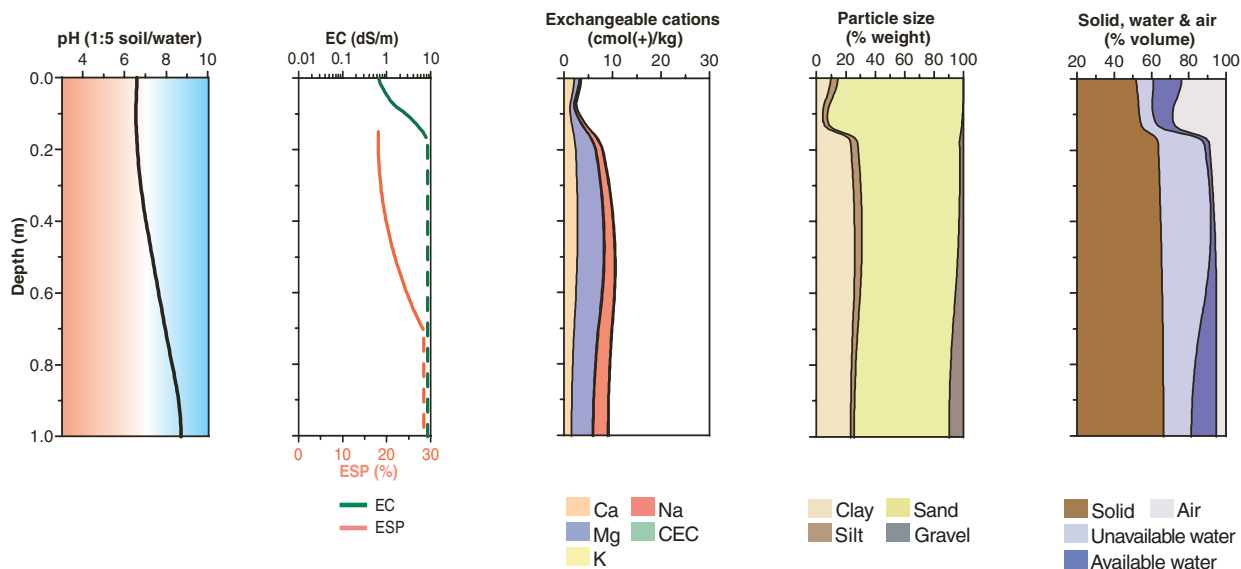 pH (1:5 soil/water)
4 6 8 10
Depth (m)
0.0
0.2
0.4
0.6
0.8
1.0
EC (dS/m)
0.01 0.1 1 10
0 10 20 30
ESP (%)
EC
ESP
Exchangeable cations
(cmol(+)/kg)
0 10 20 30
Ca Na
Mg CEC
K
Particle size
(% weight)
0 20 40 60 80 100
Clay Sand
Silt Gravel
Solid, water & air
(% volume)
20 40 60 80 100
Solid Air
Unavailable water
Available water